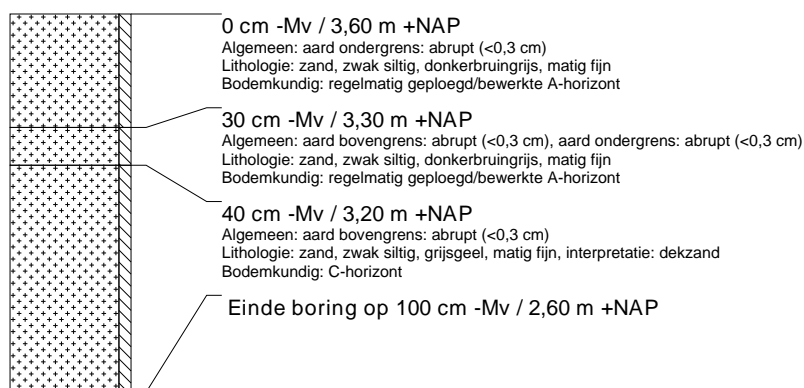 0 cm -Mv / 3,60 m +NAP
Algemeen: aard ondergrens: abrupt (<0,3 cm)
Lithologie: zand, zwak siltig, donkerbruingrijs, matig fijn
Bodemkundig: regelmatig geploegd/bewerkte A-horizont
30 cm -Mv / 3,30 m +NAP
Algemeen: aard bovengrens: abrupt (<0,3 cm), aard ondergrens: abrupt (<0,3 cm)
Lithologie: zand, zwak siltig, donkerbruingrijs, matig fijn
Bodemkundig: regelmatig geploegd/bewerkte A-horizont
40 cm -Mv / 3,20 m +NAP
Algemeen: aard bovengrens: abrupt (<0,3 cm)
Lithologie: zand, zwak siltig, grijsgeel, matig fijn, interpretatie: dekzand
Bodemkundig: C-horizont
Einde boring op 100 cm -Mv / 2,60 m +NAP